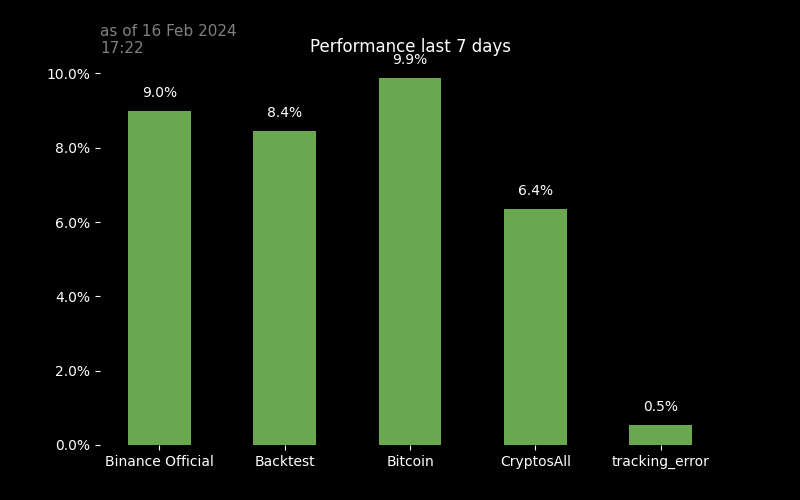 as of 16 Feb 2024
17:22
Performance last 7 days
10.0%
8.0%
6.0%
4.0%
2.0%
0.0%
9.0%
8.4%
9.9%
6.4%
0.5%
Binance Official
Backtest
Bitcoin
CryptosAll
tracking_error